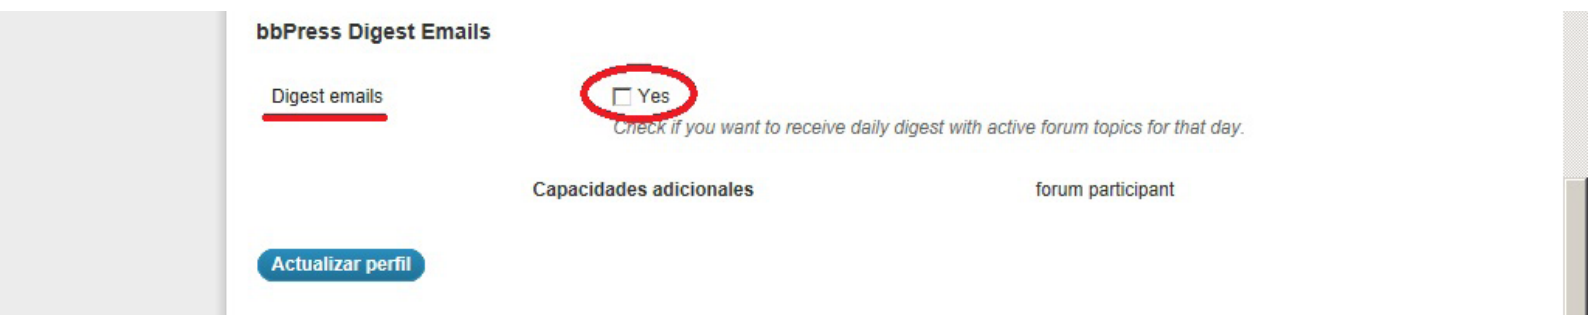 bbPress Digest Emails
Digest emails Yes
Check if you want to receive daily digest with active forum topics for that day.
Capacidades adicionales forum participant
Actualizar perfil